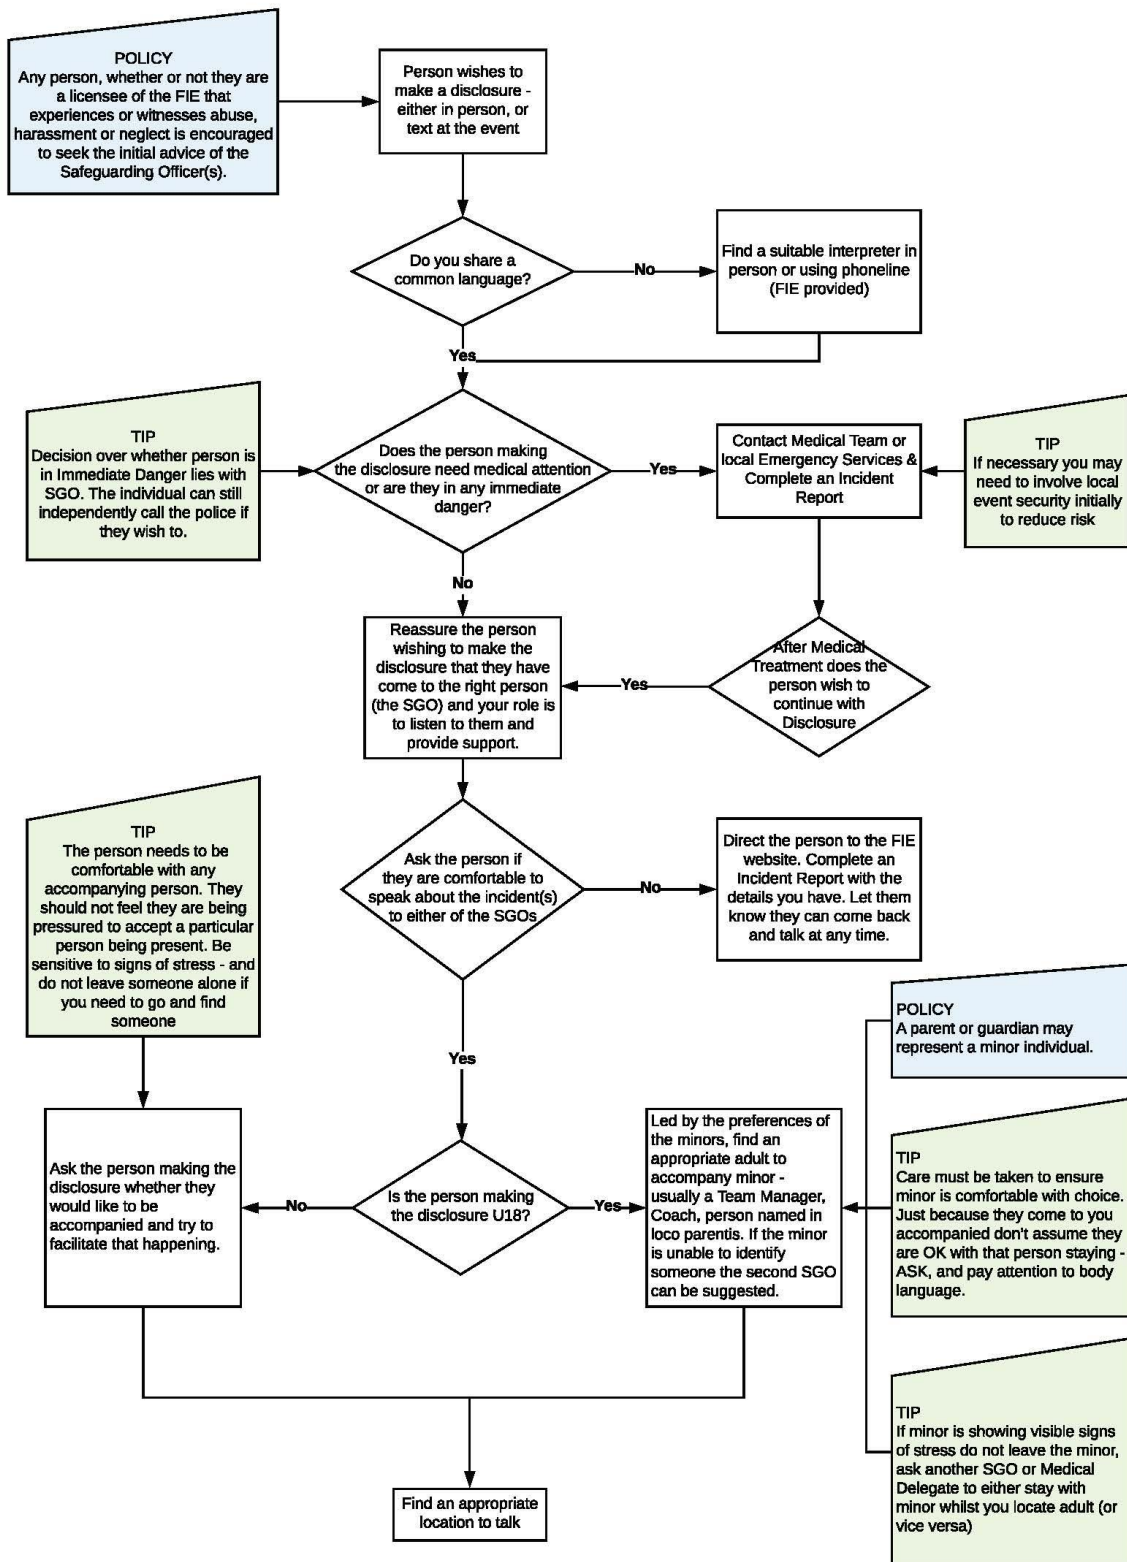 POLICY
Any person, whether or not they are
a licensee of the FIE that
experiences or witnesses abuse,
harassment or neglect is encouraged
to seek the initial advice of the
Safeguarding Officer(s).
Person wishes to
make a disclosure -
either in person, or
text at the event
Do you share a
common language?
No
Find a suitable interpreter in
person or using phoneline
(FIE provided)
Yes
TIP
Decision over whether person is
in Immediate Danger lies with
SGO. The individual can still
independently call the police if
they wish to.
Does the person making
the disclosure need medical attention
or are they in any immediate
danger?
Yes
Contact Medical Team or
local Emergency Services &
Complete an Incident
Report
TIP
If necessary you may
need to involve local
event security initially
to reduce risk
No
Reassure the person
wishing to make the
disclosure that they have
come to the right person
(the SGO) and your role is
to listen to them and
provide support.
Yes
After Medical
Treatment does the
person wish to
continue with
Disclosure
TIP
The person needs to be
comfortable with any
accompanying person. They
should not feel they are being
pressured to accept a particular
person being present. Be
sensitive to signs of stress - and
do not leave someone alone if
you need to go and find
someone
Ask the person if
they are comfortable to
speak about the incident(s)
to either of the SGOs
No
Direct the person to the FIE
website. Complete an
Incident Report with the
details you have. Let them
know they can come back
and talk at any time.
Yes
POLICY
A parent or guardian may
represent a minor individual.
Ask the person making the
disclosure whether they
would like to be
accompanied and try to
facilitate that happening.
No
Is the person making
the disclosure U18?
Yes
Led by the preferences of
the minors, find an
appropriate adult to
accompany minor -
usually a Team Manager,
Coach, person named in
loco parentis. If the minor
is unable to identify
someone the second SGO
can be suggested.
TIP
Care must be taken to ensure
minor is comfortable with choice.
Just because they come to you
accompanied don't assume they
are OK with that person staying -
ASK, and pay attention to body
language.
TIP
If minor is showing visible signs
of stress do not leave the minor,
ask another SGO or Medical
Delegate to either stay with
minor whilst you locate adult (or
vice versa)
Find an appropriate
location to talk